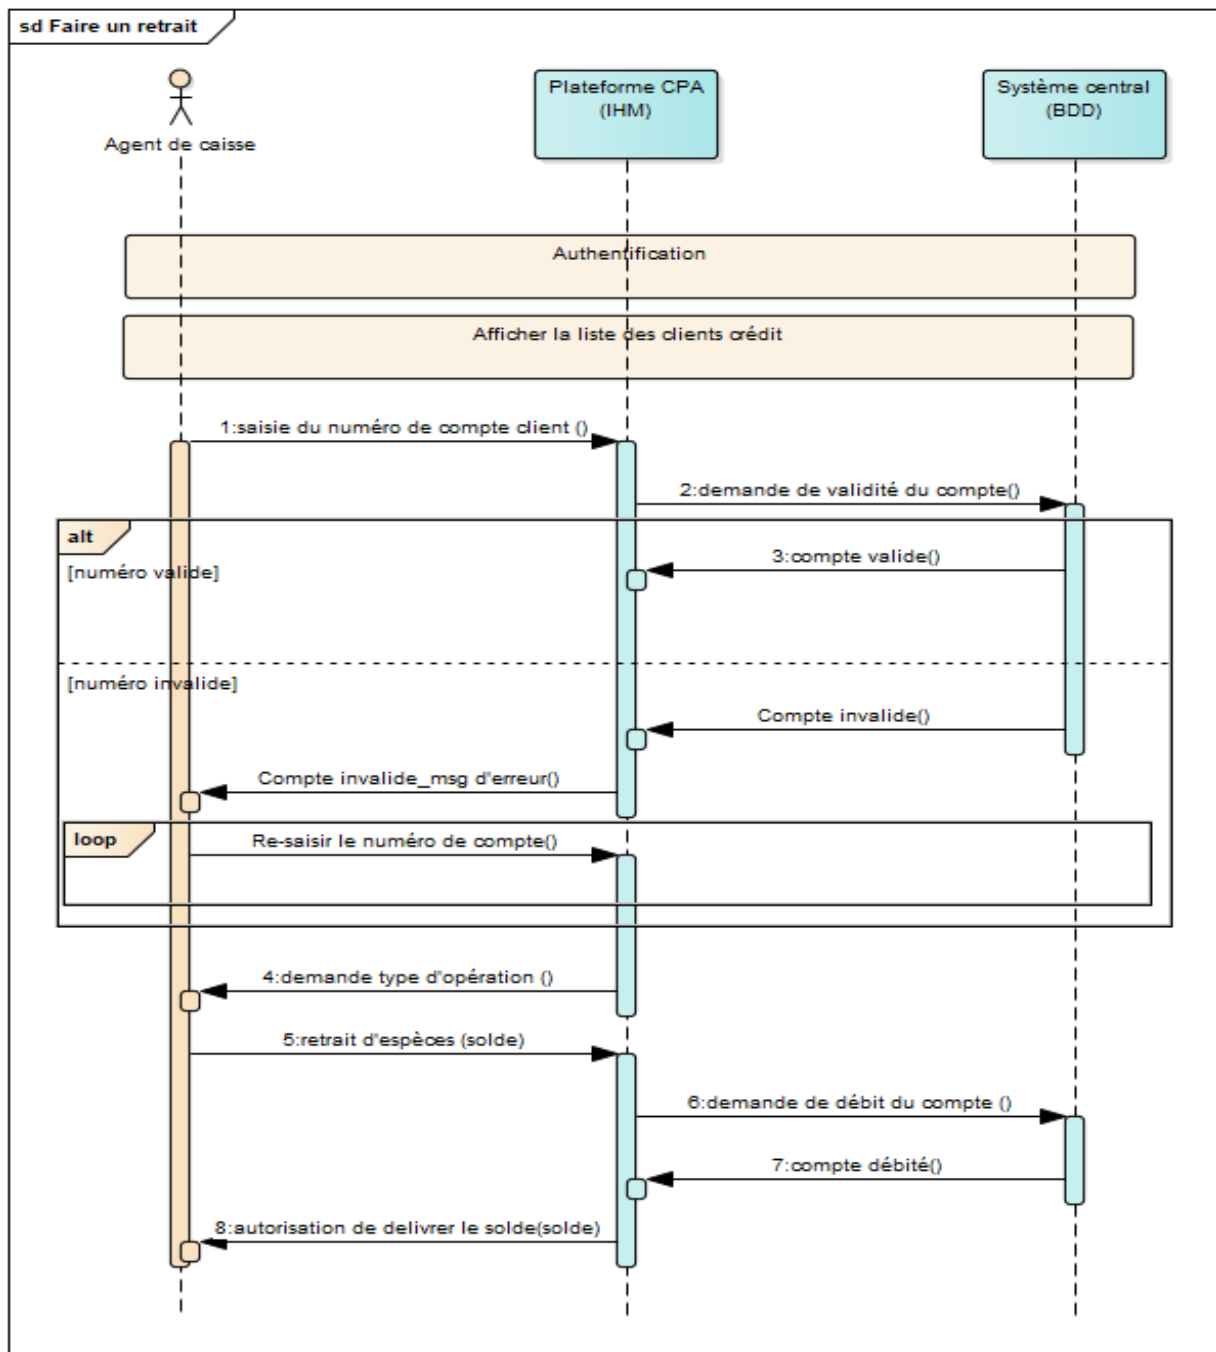 sd Faire un retrait
Agent de caisse
Plateforme CPA
(IHM)
Système central
(BDD)
Authentification
Afficher la liste des clients crédit
1:saisie du numéro de compte client ()
2:demande de validité du compte()
alt
3:compte valide()
[numéro valide]
[numéro invalide]
Compte invalide()
Compte invalide_msg d'erreur()
loop
Re-saisir le numéro de compte()
4:demande type d'opération ()
5:retrait d'espèces (solde)
6:demande de débit du compte ()
7:compte débité()
8:autorisation de delivrer le solde(solde)